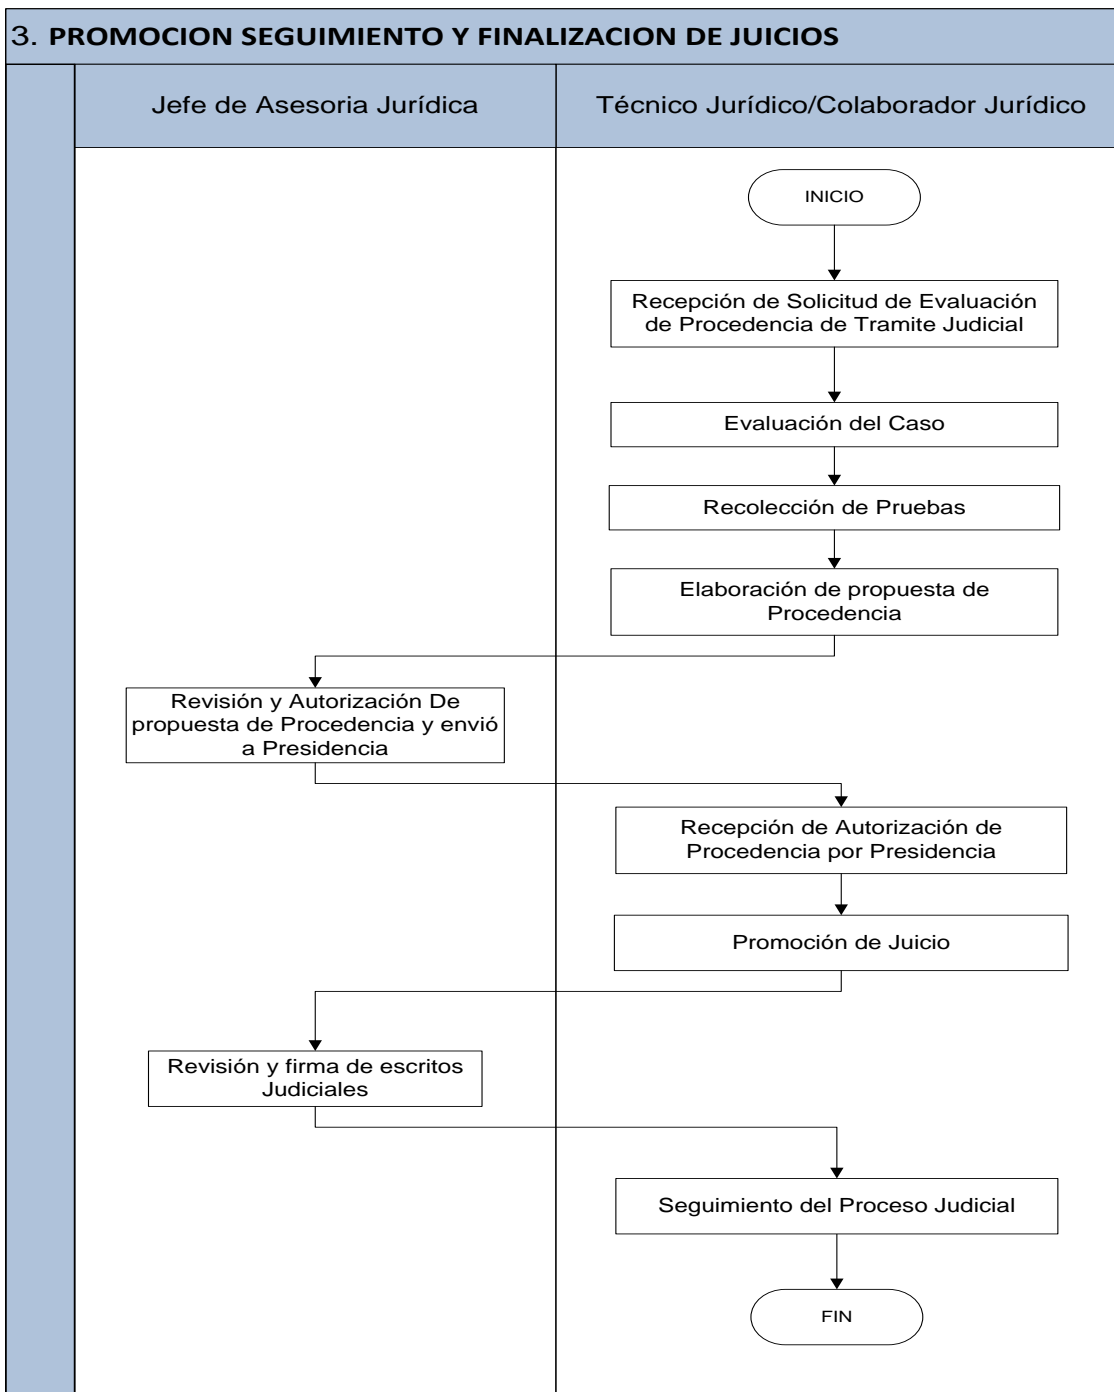 3. PROMOCION SEGUIMIENTO Y FINALIZACION DE JUICIOS
Jefe de Asesoria Jurídica
Técnico Jurídico/Colaborador Jurídico
INICIO
Recepción de Solicitud de Evaluación
de Procedencia de Tramite Judicial
Evaluación del Caso
Recolección de Pruebas
Elaboración de propuesta de
Procedencia
Revisión y Autorización De
propuesta de Procedencia y envió
a Presidencia
Recepción de Autorización de
Procedencia por Presidencia
Promoción de Juicio
Revisión y firma de escritos
Judiciales
Seguimiento del Proceso Judicial
FIN